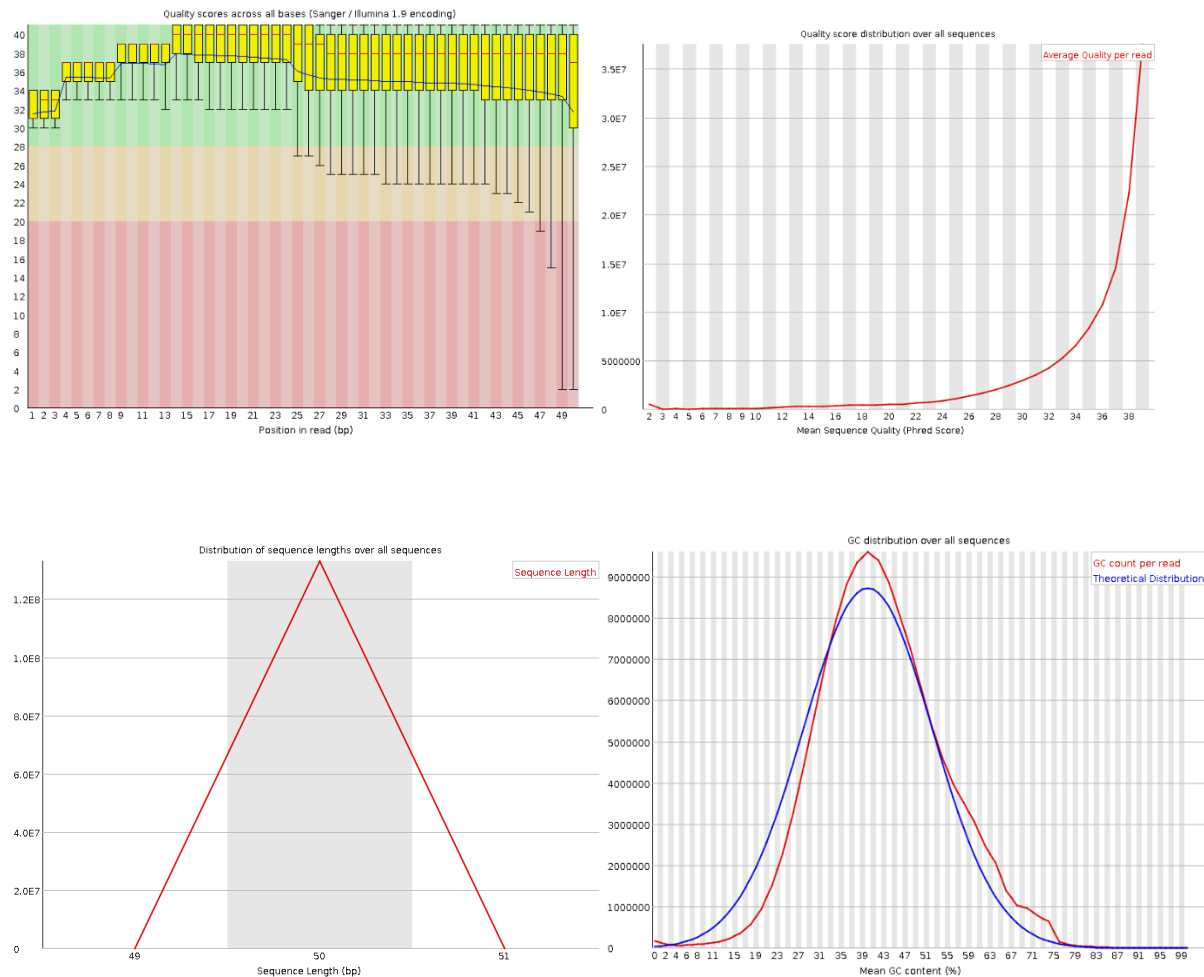 Quality scores across all bases (Sanger / Illumina 1.9 encoding)
40
38
36
34
32
30
28
26
24
22
20
18
16
14
12
10
8
6
4
2
0
1 2 3 4 5 6 7 8 9 11 13 15 17 19 21 23 25 27 29 31 33 35 37 39 41 43 45 47 49
Position in read (bp)
Quality score distribution over all sequences
Average Quality per read
3.5E7
3.0E7
2.5E7
2.0E7
1.5E7
1.0E7
5000000
0
2 3 4 5 6 7 8 9 10 12 14 16 18 20 22 24 26 28 30 32 34 36 38
Mean Sequence Quality (Phred Score)
Distribution of sequence lengths over all sequences
Sequence Length
1.2E8
1.0E8
8.0E7
6.0E7
4.0E7
2.0E7
0
49 50 51
Sequence Length (bp)
GC distribution over all sequences
GC count per read
Theoretical Distribution
9000000
8000000
7000000
6000000
5000000
4000000
3000000
2000000
1000000
0
0 2 4 6 8 11 15 19 23 27 31 35 39 43 47 51 55 59 63 67 71 75 79 83 87 91 95 99
Mean GC content (%)